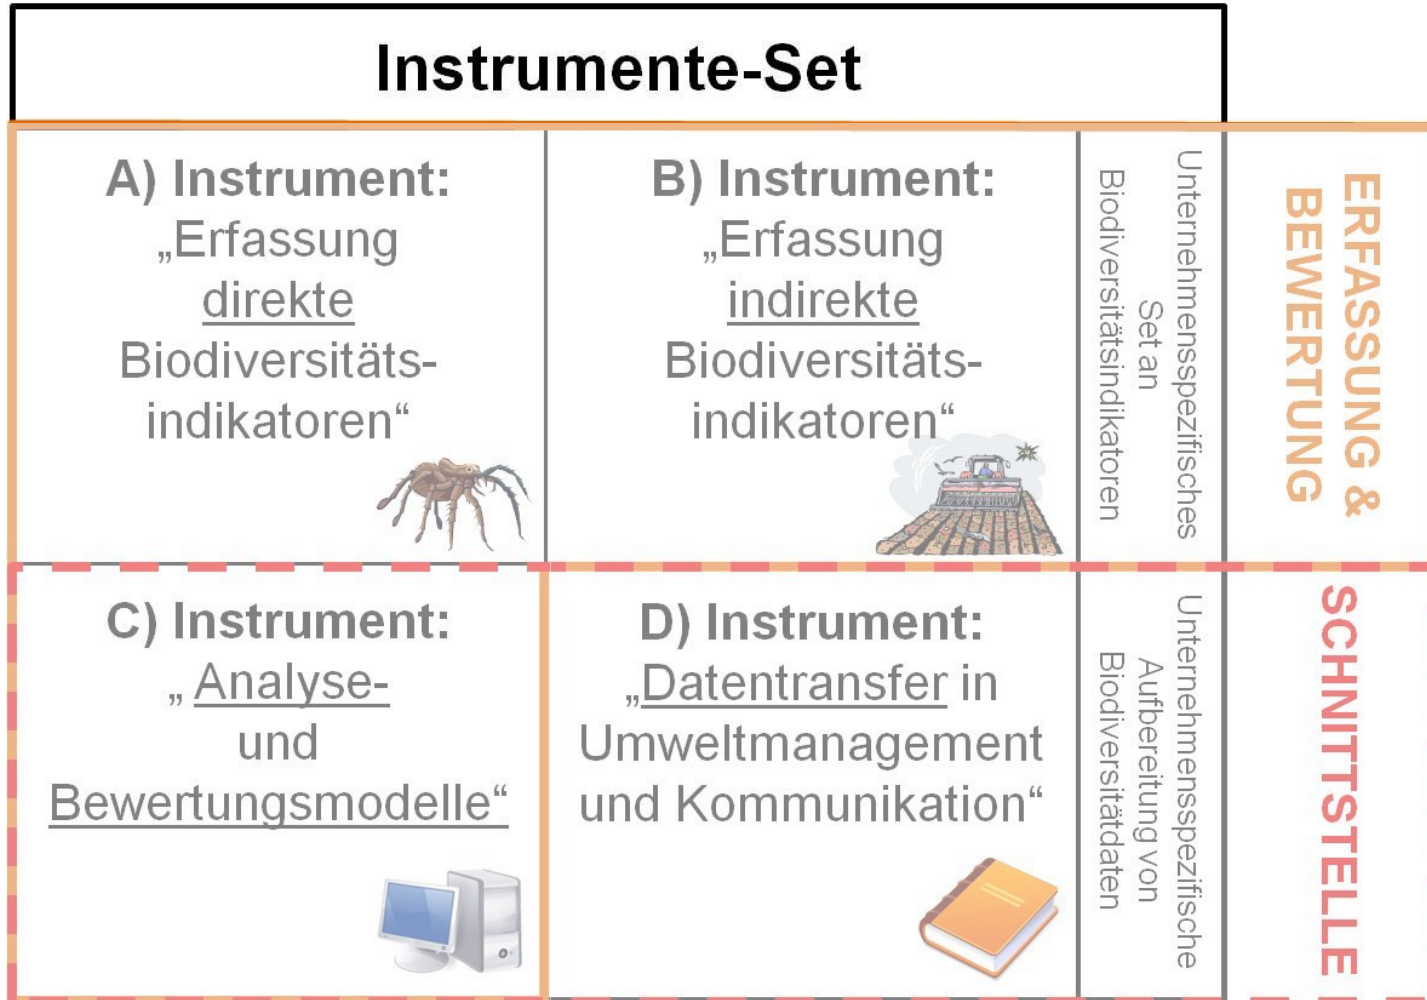 Instrumente-Set
A) Instrument:
„Erfassung
direkte
Biodiversitäts-
indikatoren“
B) Instrument:
„Erfassung
indirekte
Biodiversitäts-
indikatoren“
Unternehmensspezifisches
Set an
Biodiversitätsindikatoren
ERFASSUNG &
BEWERTUNG
C) Instrument:
„ Analyse-
und
Bewertungsmodelle“
D) Instrument:
„Datentransfer in
Umweltmanagement
und Kommunikation“
Unternehmensspezifische
Aufbereitung von
Biodiversitätdaten
SCHNITTSTELLE